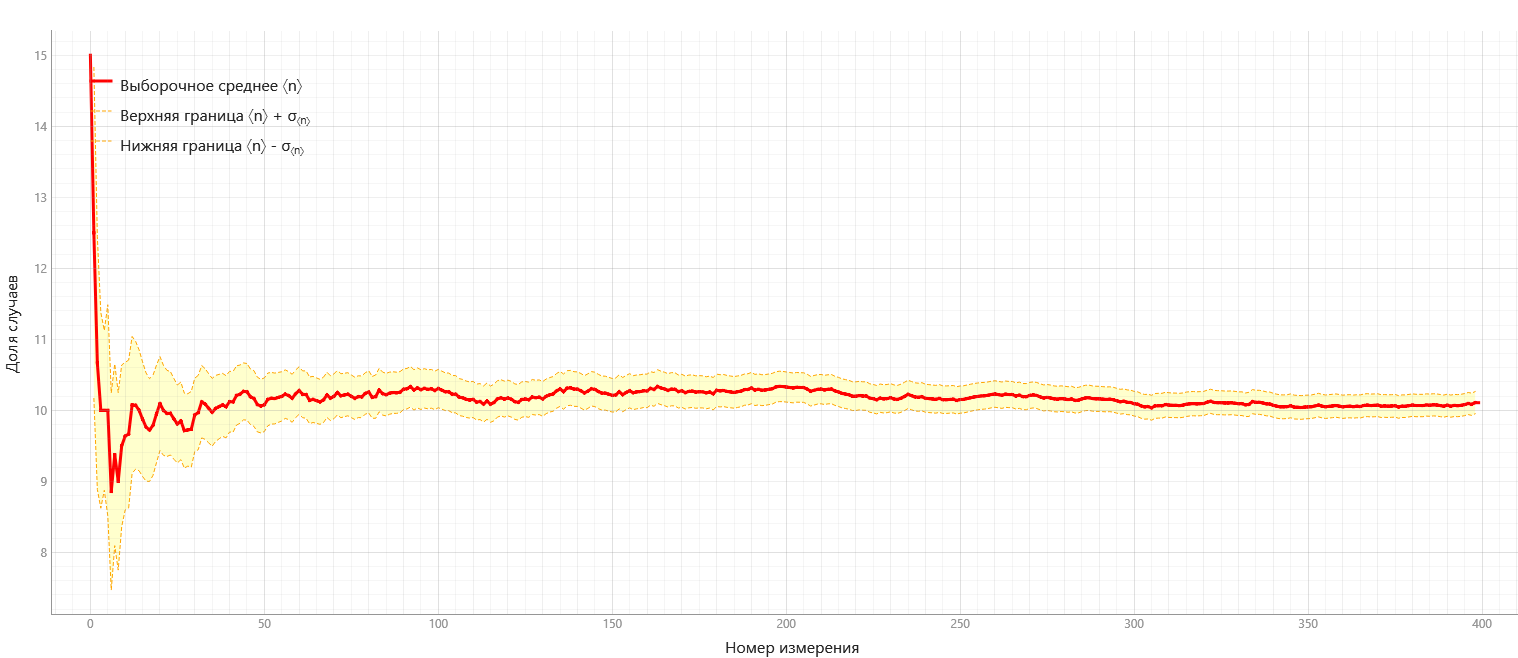 15
Выборочное среднее ⟨n⟩
Верхняя граница ⟨n⟩ + σ⟨n⟩
14
Нижняя граница ⟨n⟩ - σ⟨n⟩
13
12
Доля случаев
11
10
9
8
0 50 100 150 200 250 300 350 400
Номер измерения